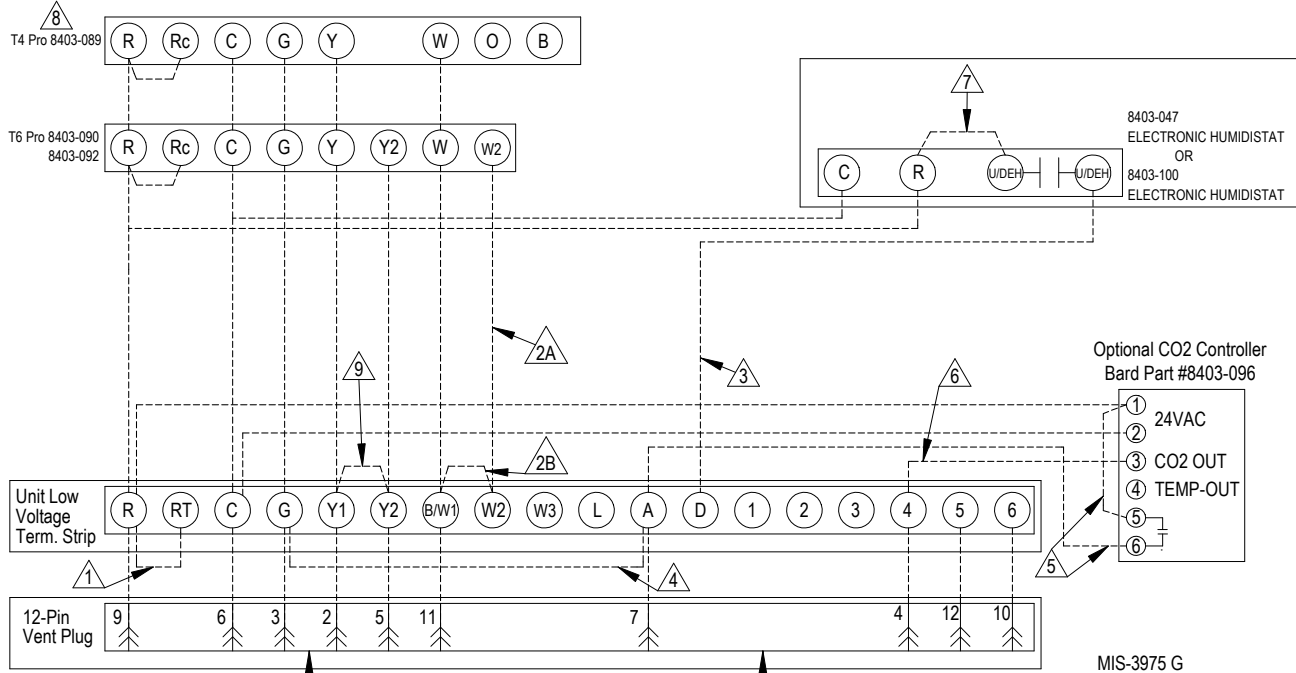 8
T4 Pro 8403-089
R Rc C G Y W O B
T6 Pro 8403-090
8403-092
R Rc C G Y Y2 W W2
7
8403-047
ELECTRONIC HUMIDISTAT
OR
8403-100
ELECTRONIC HUMIDISTAT
C R U/DEH U/DEH
2A
3
9
6
2B
Optional CO2 Controller
Bard Part #8403-096
1
24VAC
2
3 CO2 OUT
4 TEMP-OUT
5
6
5
Unit Low
Voltage
Term. Strip
R RT C G Y1 Y2 B/W1 W2 W3 L A D 1 2 3 4 5 6
1
4
12-Pin
Vent Plug
9 6 3 2 5 11 7 4 12 10
MIS-3975 G